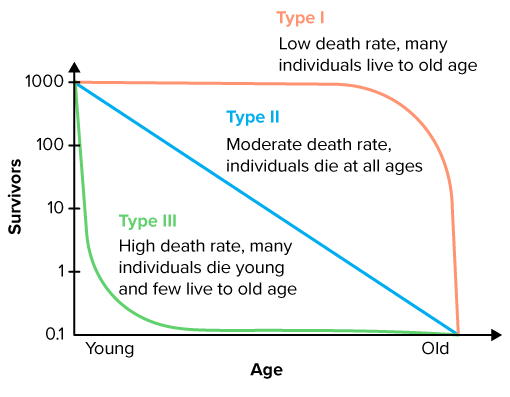 Type I
Low death rate, many
individuals live to old age
1000
Type II
100
Moderate death rate,
individuals die at all ages
Survivors
10
Type III
High death rate, many
individuals die young
and few live to old age
1
0.1
Young
Old
Age